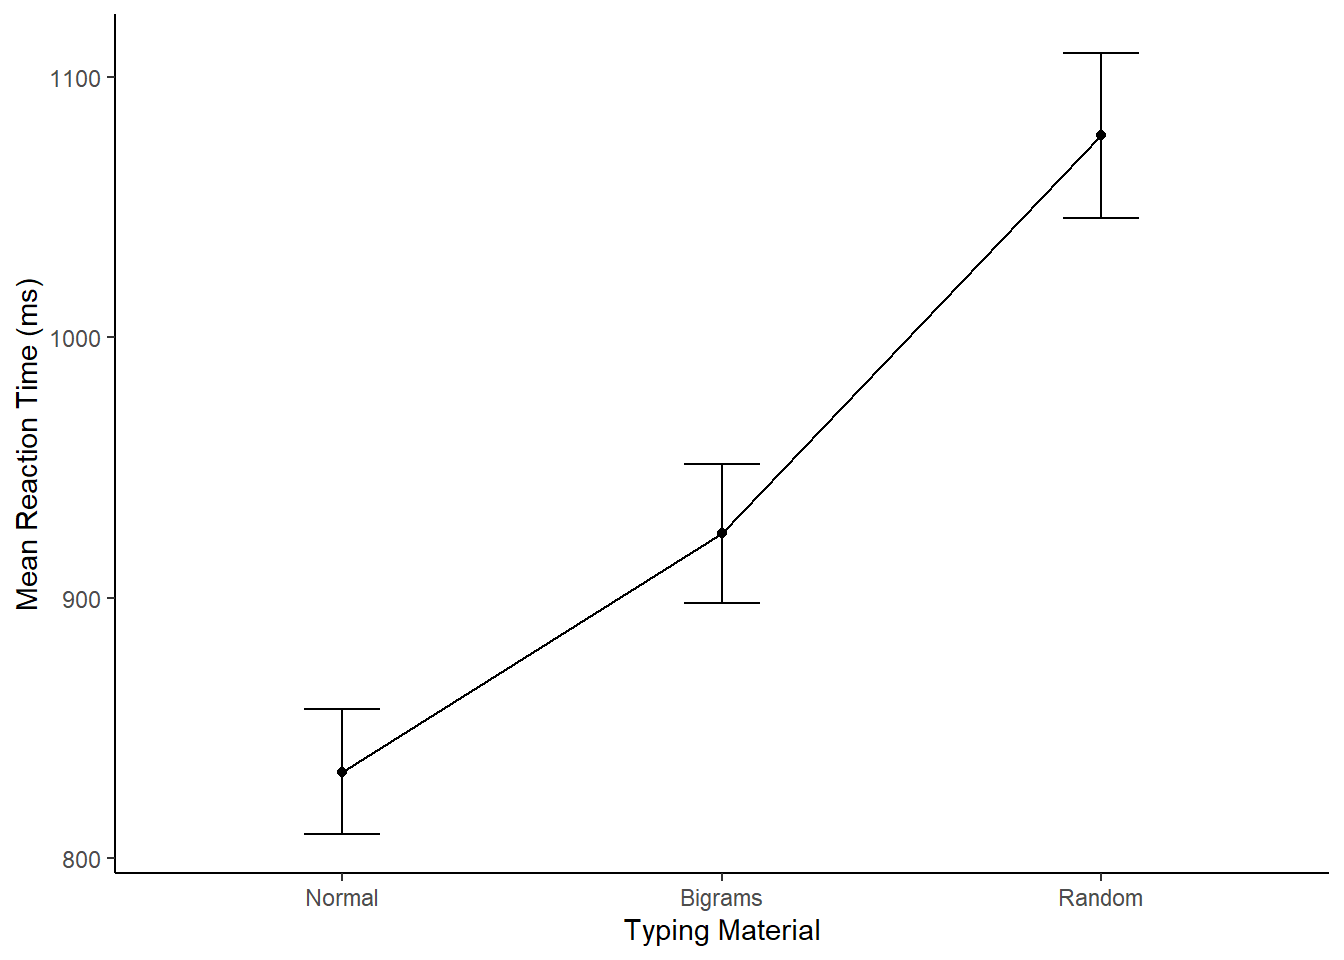 1100
1000
900
800
Mean Reaction Time (ms)
Normal Bigrams Random
Typing Material